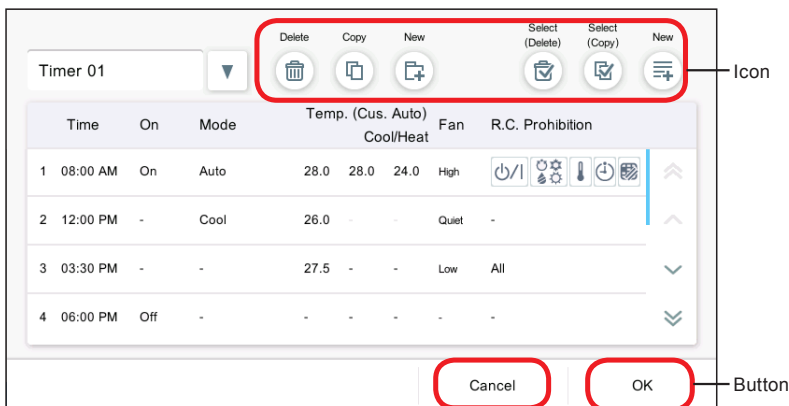 Delete Copy New Select (Delete) Select (Copy) New
Timer 01
Icon
Time On Mode Temp. (Cus. Auto) Cool/Heat Fan R.C. Prohibition
1 08:00 AM On Auto 28.0 28.0 24.0 High
2 12:00 PM - Cool 26.0 - - Quiet -
3 03:30 PM - - 27.5 - - Low All
4 06:00 PM Off - - - - - -
Cancel OK Button